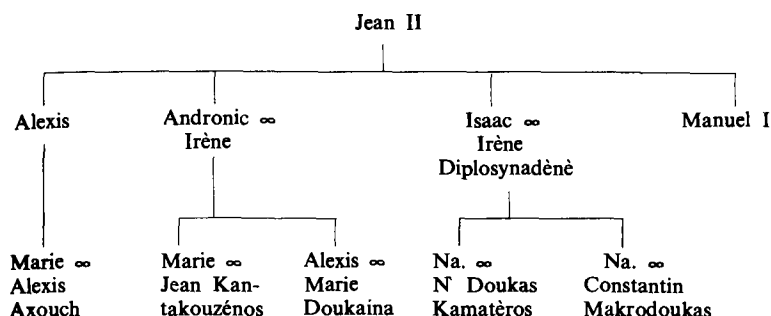 Jean II
Alexis
Andronic ∞
Irène
Isaac ∞
Irène
Diplosynadènè
Manuel I
Marie ∞
Alexis
Axouch
Marie ∞
Jean Kan-
takouzénos
Alexis ∞
Marie
Doukaina
Na. ∞
N Doukas
Kamatèros
Na. ∞
Constantin
Makrodoukas